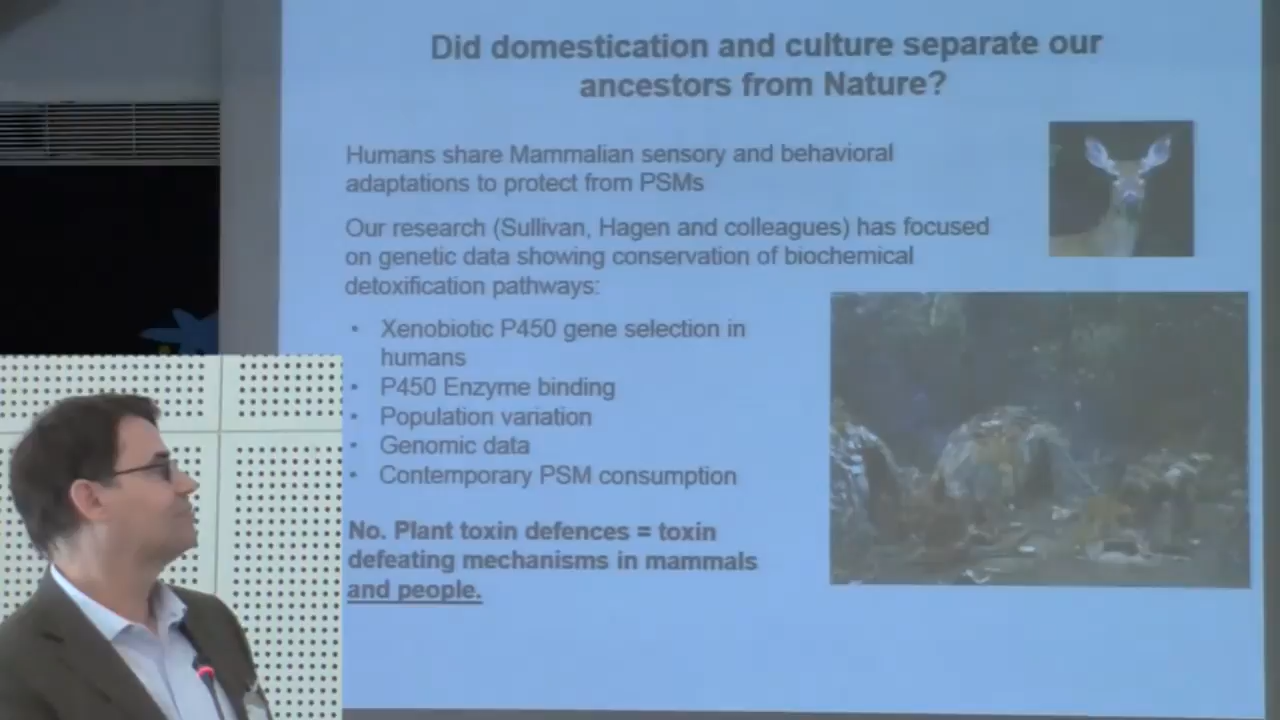 Did domestication and culture separate our
ancestors from Nature?
Humans share Mammalian sensory and behavioral
adaptations to protect from PSMs
Our research (Sullivan, Hagen and colleagues) has focused
on genetic data showing conservation of biochemical
detoxification pathways:
• Xenobiotic P450 gene selection in
humans
• P450 Enzyme binding
• Population variation
• Genomic data
• Contemporary PSM consumption
No. Plant toxin defences = toxin
defeating mechanisms in mammals
and people.